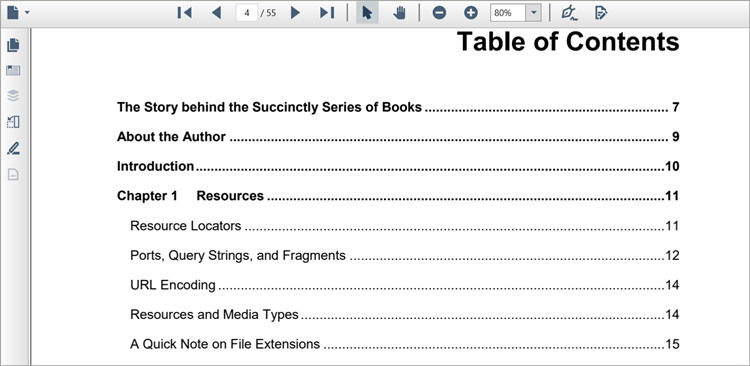 4 / 55 80%
Table of Contents
The Story behind the Succinctly Series of Books ........................................................ 7
About the Author ........................................................................................................ 9
Introduction ................................................................................................................ 10
Chapter 1 Resources .................................................................................................. 11
Resource Locators ...................................................................................................... 11
Ports, Query Strings, and Fragments .......................................................................... 12
URL Encoding ............................................................................................................. 14
Resources and Media Types ....................................................................................... 14
A Quick Note on File Extensions ................................................................................. 15